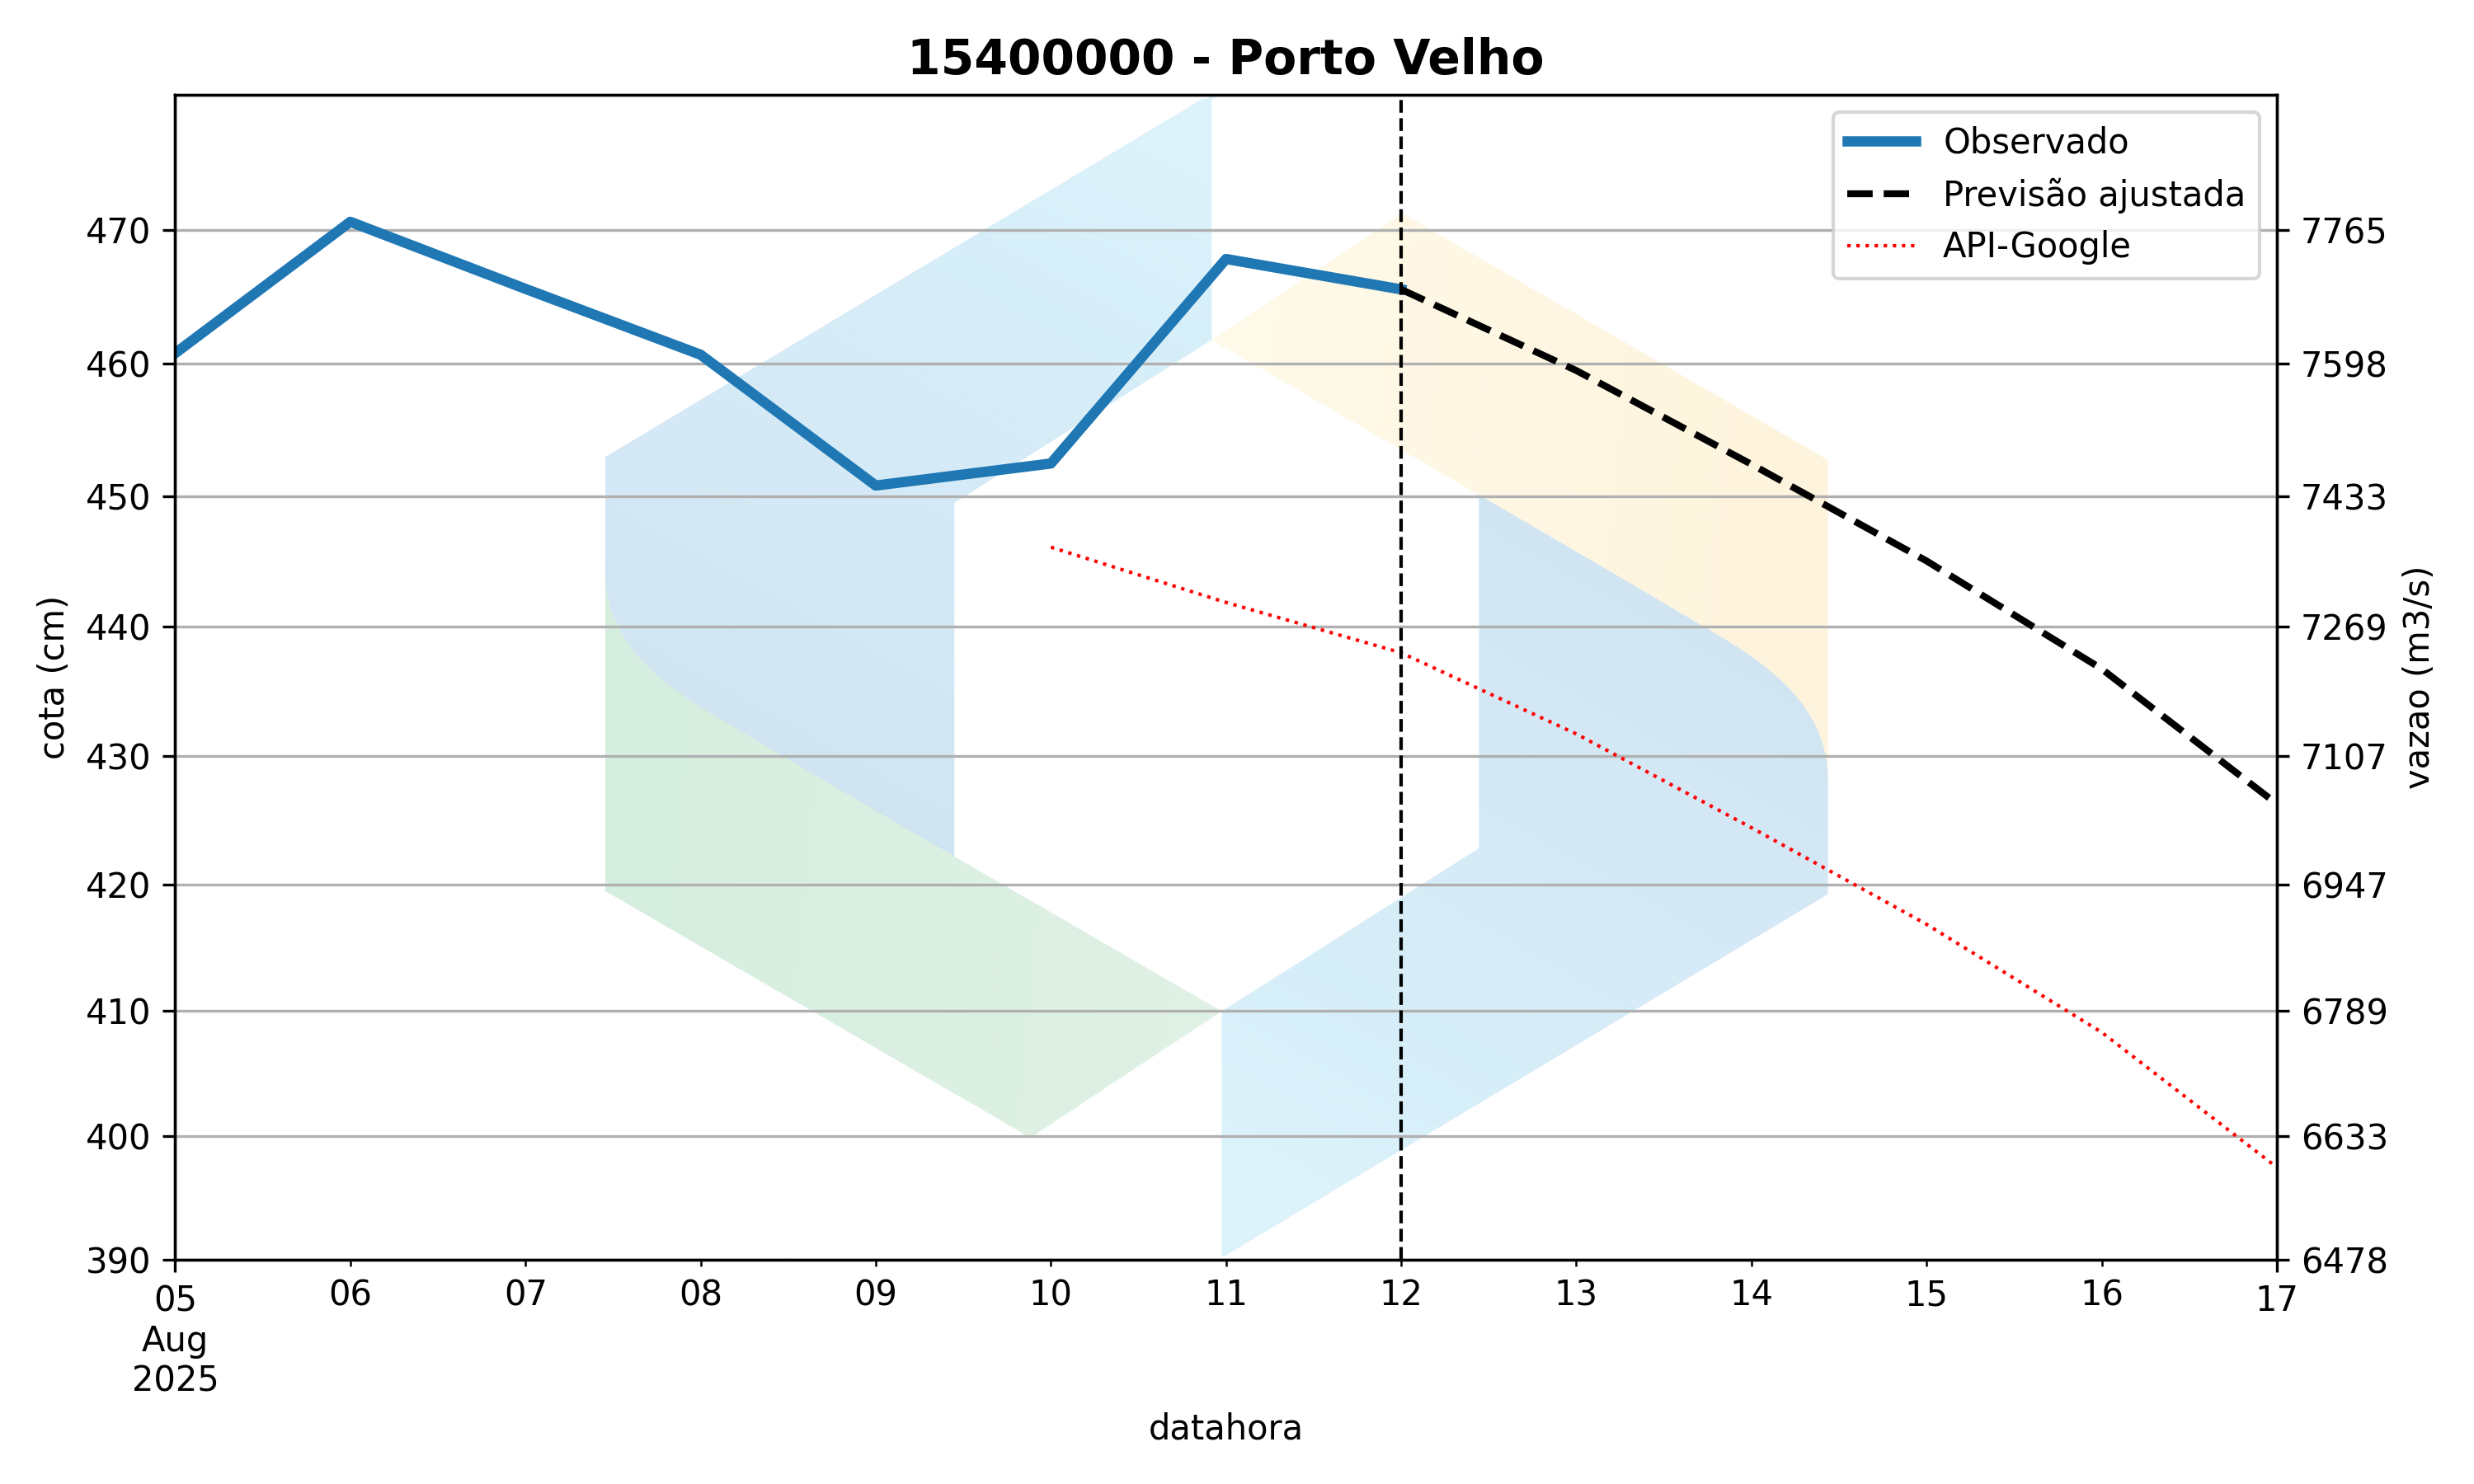 15400000 - Porto Velho
Observado
Previsão ajustada
API-Google
470
460
450
440
430
420
410
400
390
cota (cm)
7765
7598
7433
7269
7107
6947
6789
6633
6478
vazao (m3/s)
05 06 07 08 09 10 11 12 13 14 15 16 17
Aug
2025
datahora